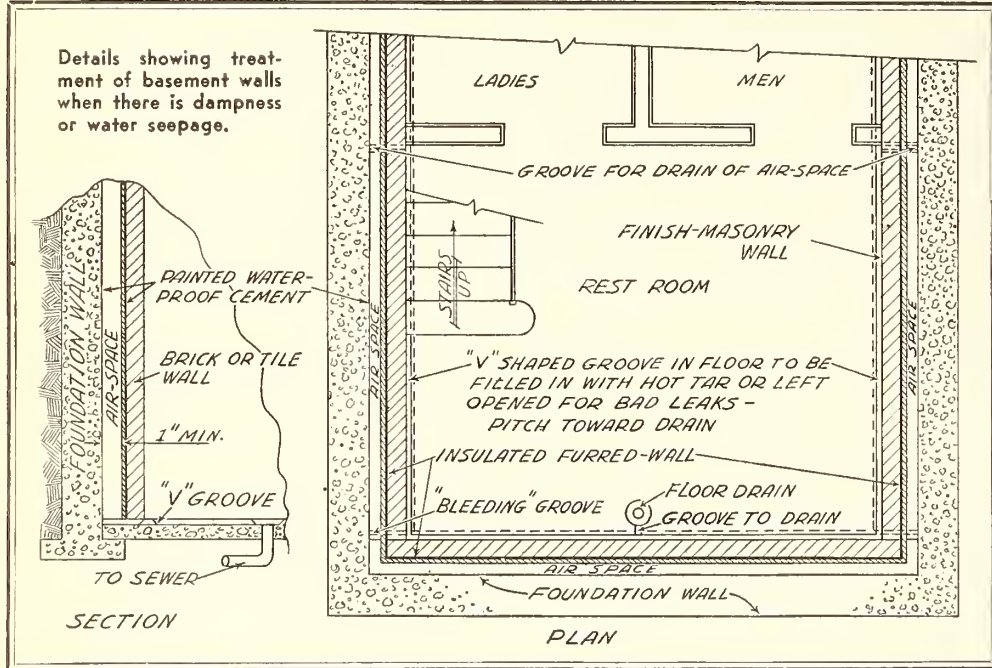 Details showing treat-
ment of basement walls
when there is dampness
or water seepage.
LADIES
MEN
GROOVE FOR DRAIN OF AIR-SPACE
FINISH-MASONRY
WALL
STAIRS
UP
REST ROOM
PAINTED WATER-
PROOF CEMENT
FOUNDATION WALL
AIR-SPACE
BRICK OR TILE
WALL
1" MIN.
"V" GROOVE
TO SEWER
SECTION
AIR SPACE
AIR SPACE
"V" SHAPED GROOVE IN FLOOR TO BE
FILLED IN WITH HOT TAR OR LEFT
OPENED FOR BAD LEAKS -
PITCH TOWARD DRAIN
INSULATED FURRED-WALL
"BLEEDING" GROOVE
FLOOR DRAIN
GROOVE TO DRAIN
AIR SPACE
FOUNDATION WALL
PLAN